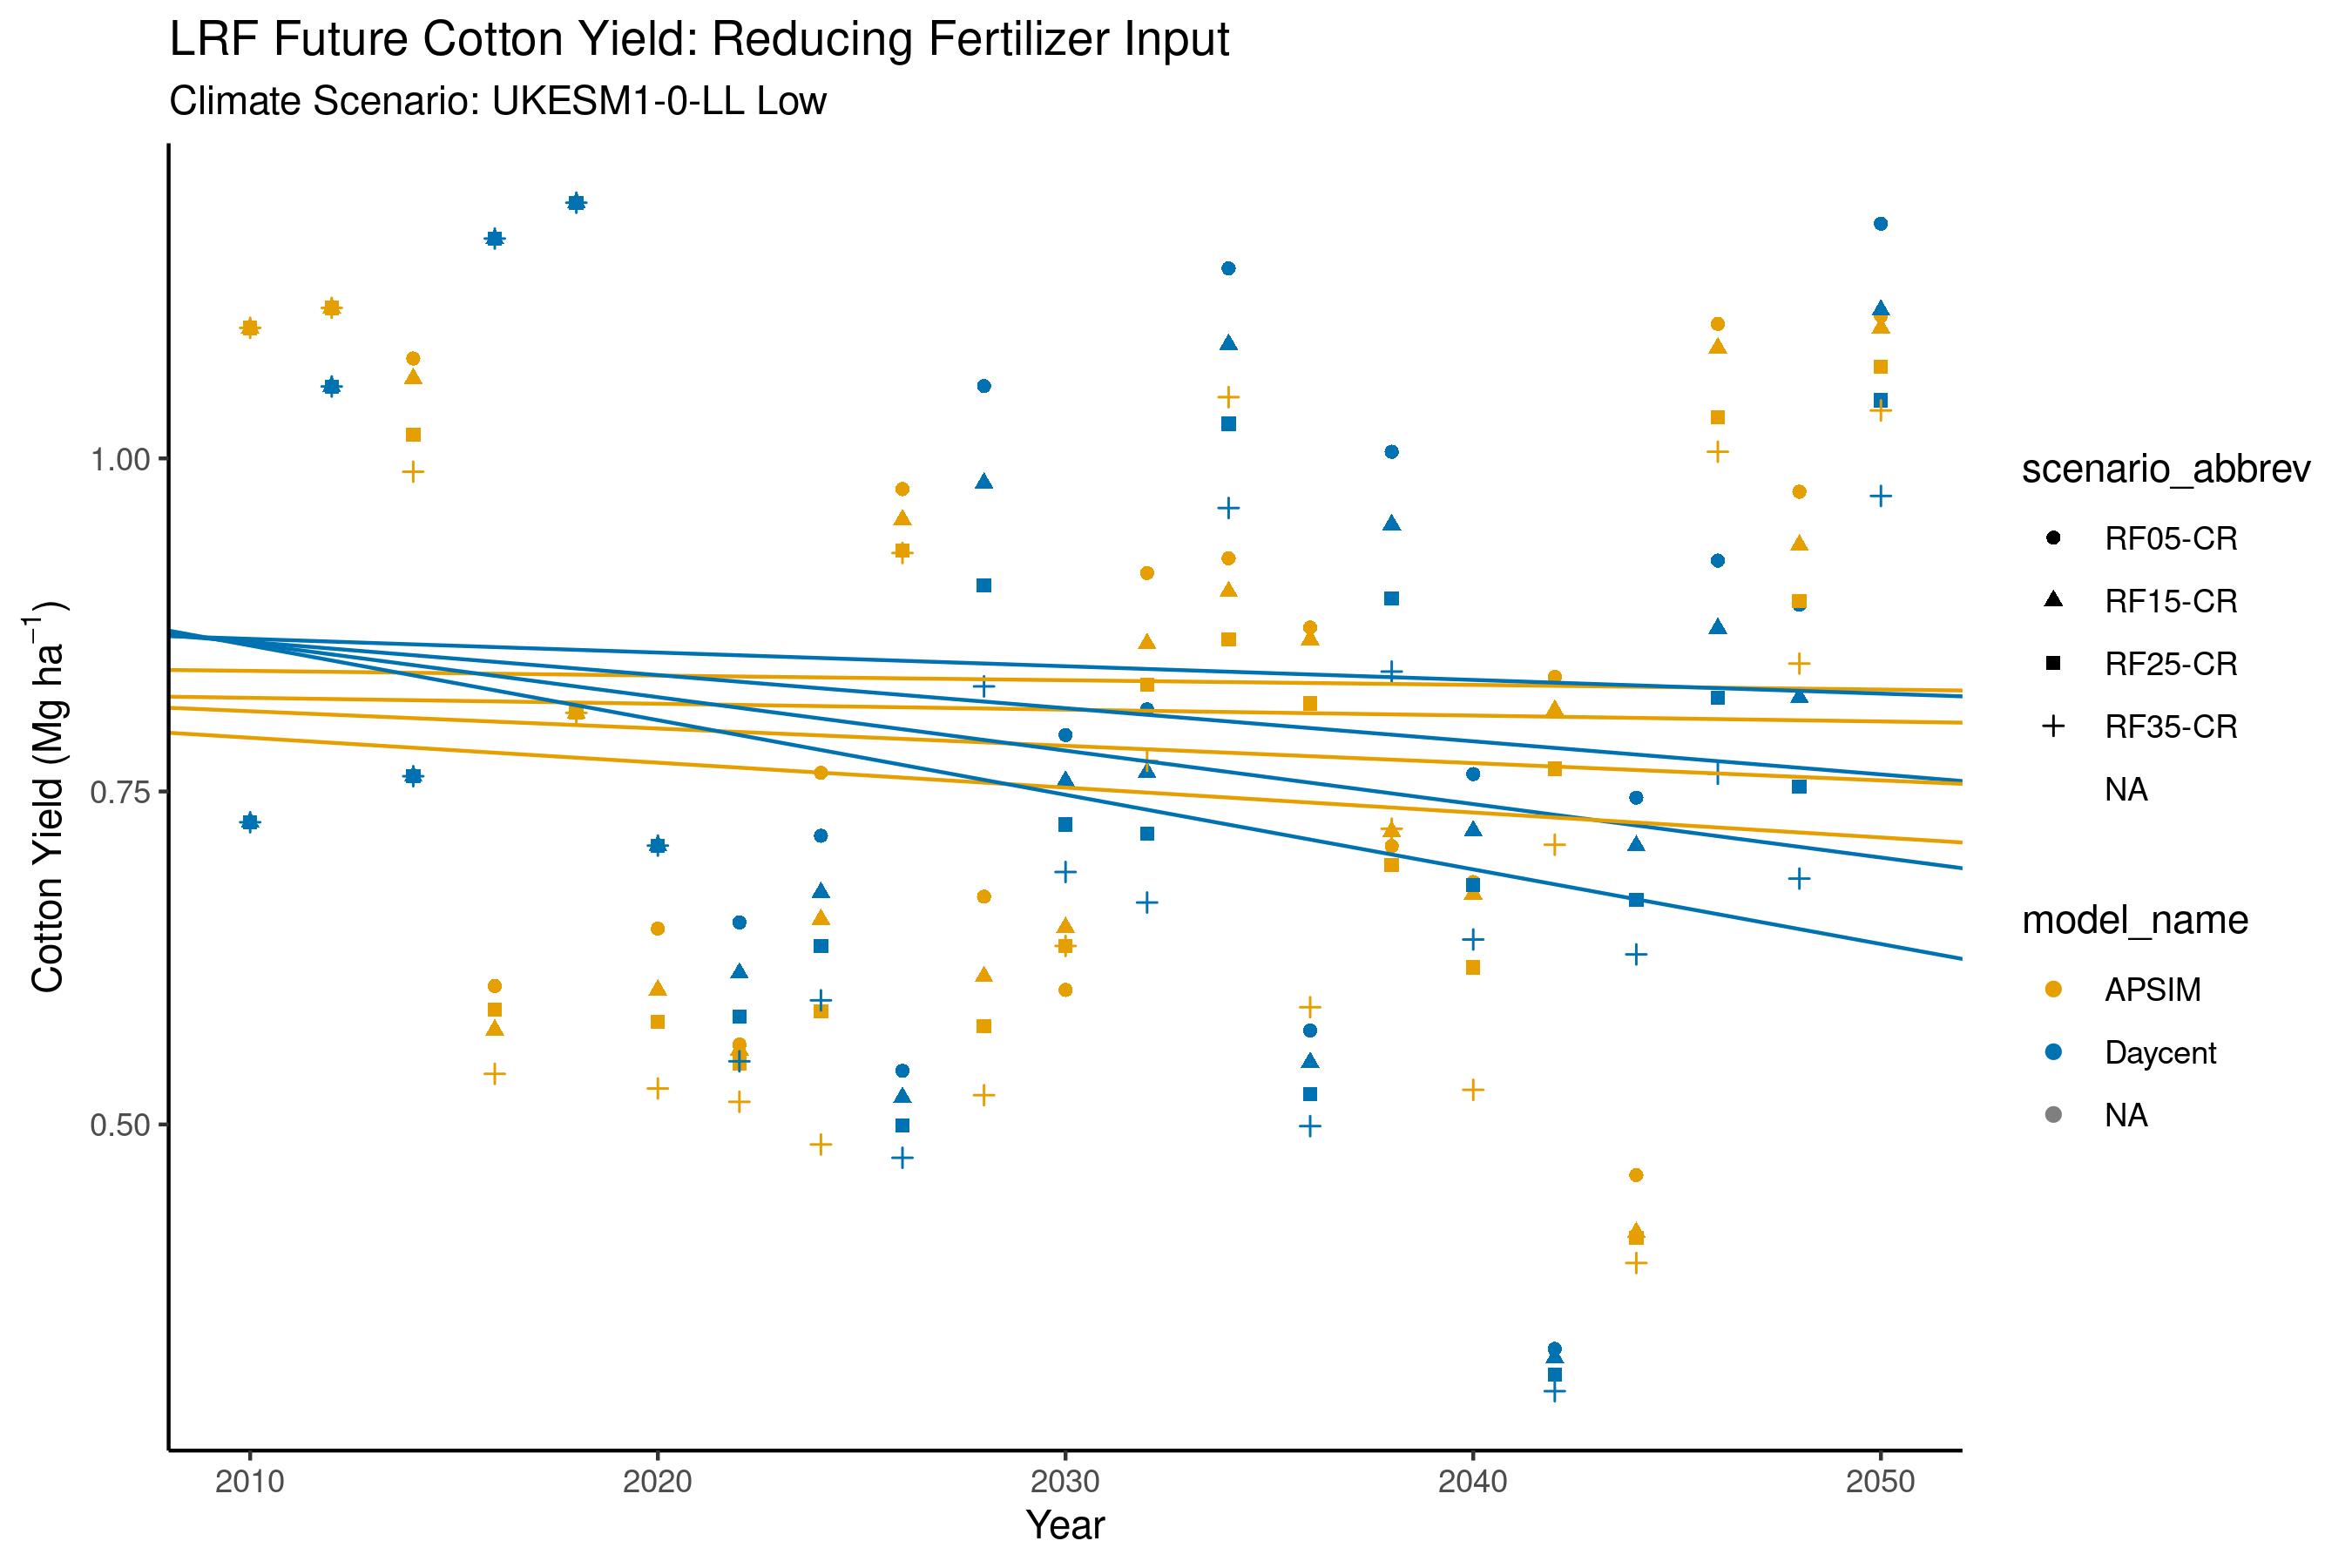 LRF Future Cotton Yield: Reducing Fertilizer Input
Climate Scenario: UKESM1-0-LL Low
Cotton Yield (Mg ha⁻¹)
1.00
0.75
0.50
2010 2020 2030 2040 2050
Year
scenario_abbrev
RF05-CR
RF15-CR
RF25-CR
RF35-CR
NA
model_name
APSIM
Daycent
NA